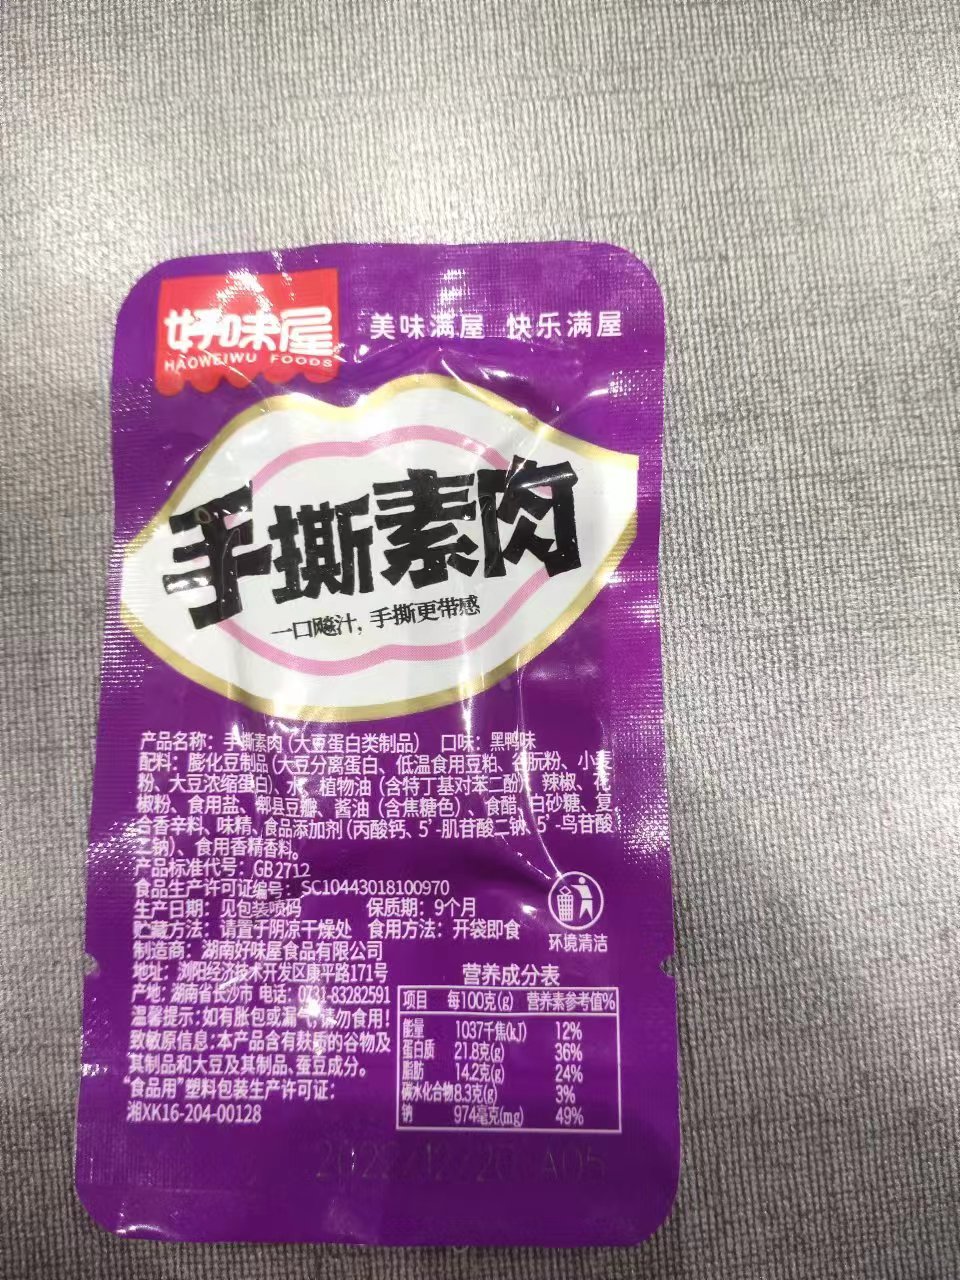 好味屋
HAOWEIWU FOODS
美味满屋 快乐满屋
手撕素肉
一口飚汁，手撕更带感
产品名称：手撕素肉（大豆蛋白类制品） 口味：黑鸭味
配料：膨化豆制品（大豆分离蛋白、低温食用豆粕、谷朊粉、小麦
粉、大豆浓缩蛋白）、水、植物油（含特丁基对苯二酚）、辣椒、花
椒粉、食用盐、郫县豆瓣、酱油（含焦糖色）、食醋、白砂糖、复
合香辛料、味精、食品添加剂（丙酸钙、5’-肌苷酸二钠、5’-鸟苷酸
二钠）、食用香精香料。
产品标准代号：GB2712
食品生产许可证编号：SC10443018100970
生产日期：见包装喷码 保质期：9个月
贮藏方法：请置于阴凉干燥处 食用方法：开袋即食
制造商：湖南好味屋食品有限公司
地址：浏阳经济技术开发区康平路171号
产地：湖南省长沙市 电话：0731-83282591
温馨提示：如有胀包或漏气，请勿食用！
致敏原信息：本产品含有麸质的谷物及
其制品和大豆及其制品、蚕豆成分。
“食品用”塑料包装生产许可证：
湘XK16-204-00128
环境清洁
营养成分表
项目 每100克(g) 营养素参考值%
能量 1037千焦(kJ) 12%
蛋白质 21.8克(g) 36%
脂肪 14.2克(g) 24%
碳水化合物 8.3克(g) 3%
钠 974毫克(mg) 49%
A05